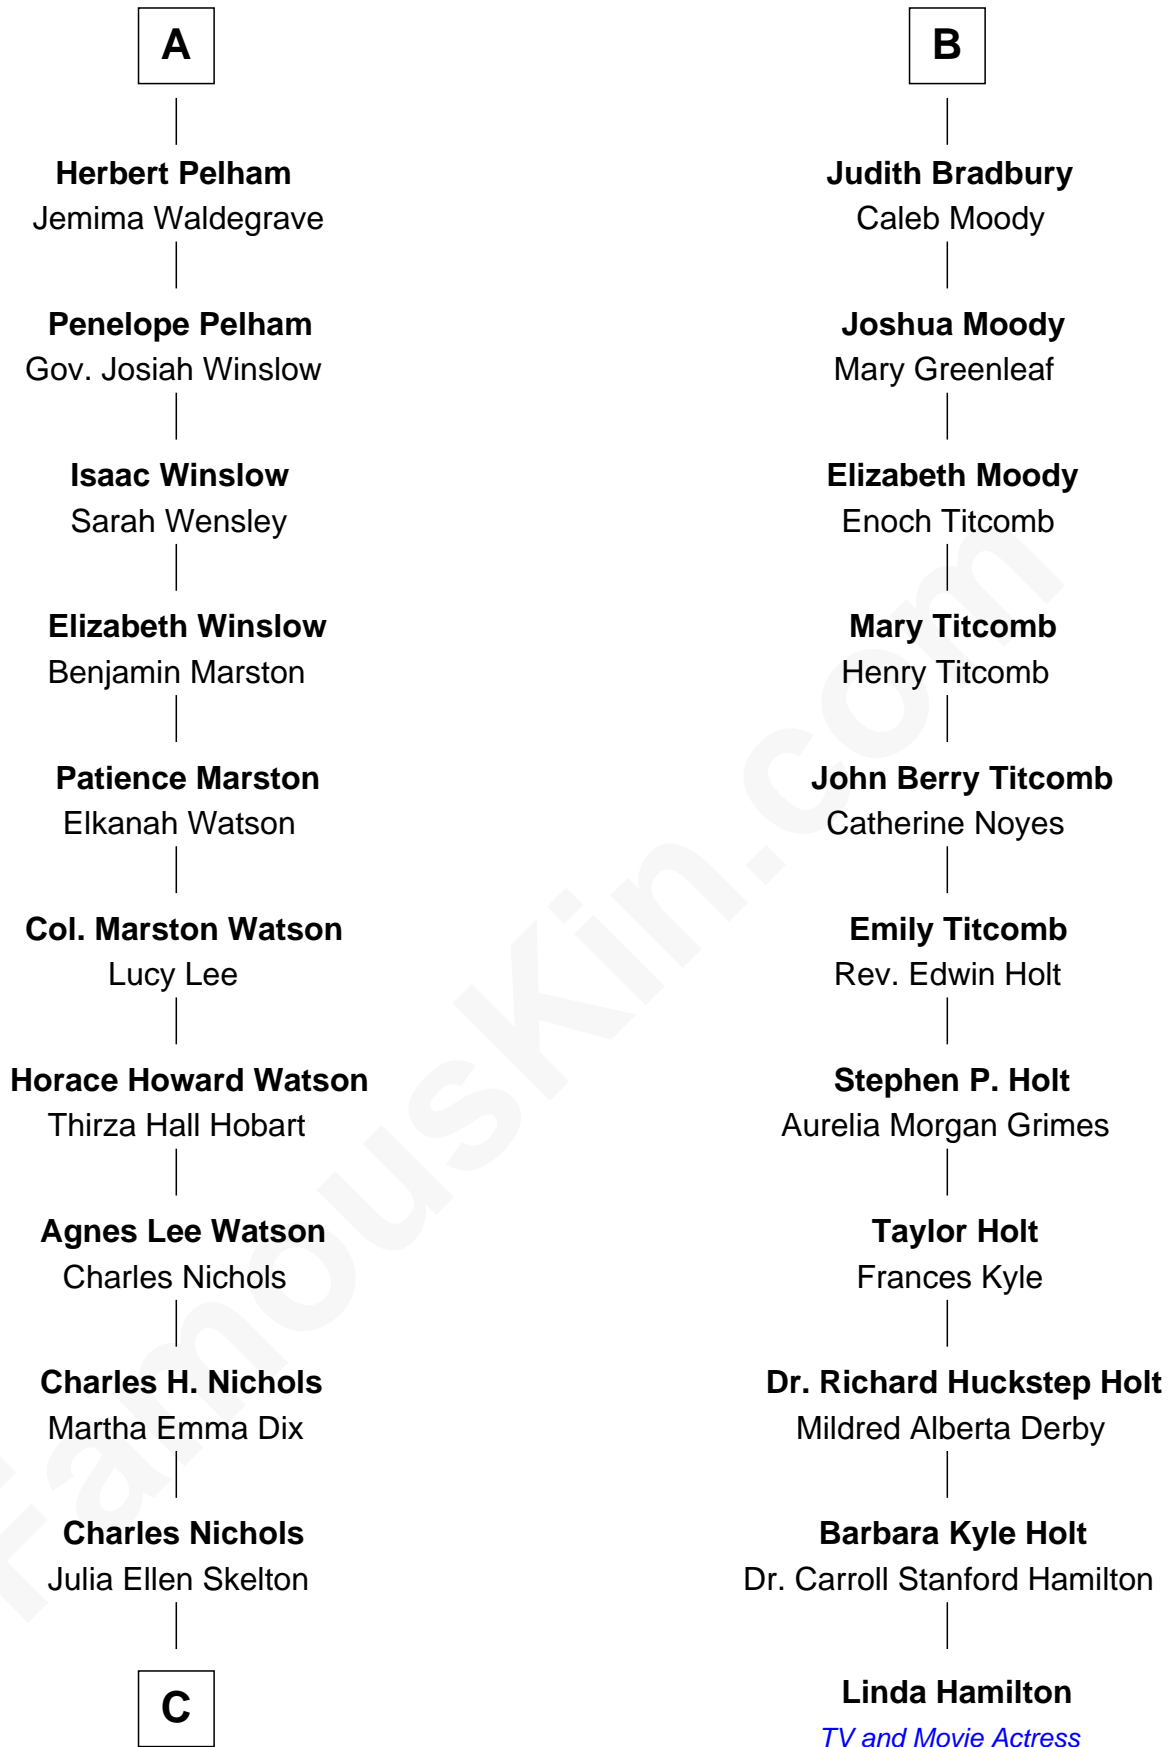 A
Herbert Pelham
Jemima Waldegrave
Penelope Pelham
Gov. Josiah Winslow
Isaac Winslow
Sarah Wensley
Elizabeth Winslow
Benjamin Marston
Patience Marston
Elkanah Watson
Col. Marston Watson
Lucy Lee
Horace Howard Watson
Thirza Hall Hobart
Agnes Lee Watson
Charles Nichols
Charles H. Nichols
Martha Emma Dix
Charles Nichols
Julia Ellen Skelton
C
B
Judith Bradbury
Caleb Moody
Joshua Moody
Mary Greenleaf
Elizabeth Moody
Enoch Titcomb
Mary Titcomb
Henry Titcomb
John Berry Titcomb
Catherine Noyes
Emily Titcomb
Rev. Edwin Holt
Stephen P. Holt
Aurelia Morgan Grimes
Taylor Holt
Frances Kyle
Dr. Richard Huckstep Holt
Mildred Alberta Derby
Barbara Kyle Holt
Dr. Carroll Stanford Hamilton
Linda Hamilton
TV and Movie Actress
FamousKin.com